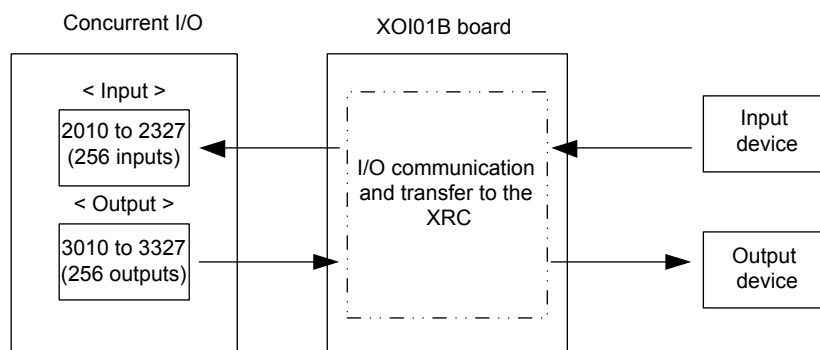 Concurrent I/O
XOI01B board
< Input >
2010 to 2327
(256 inputs)
< Output >
3010 to 3327
(256 outputs)
I/O communication
and transfer to the
XRC
Input
device
Output
device